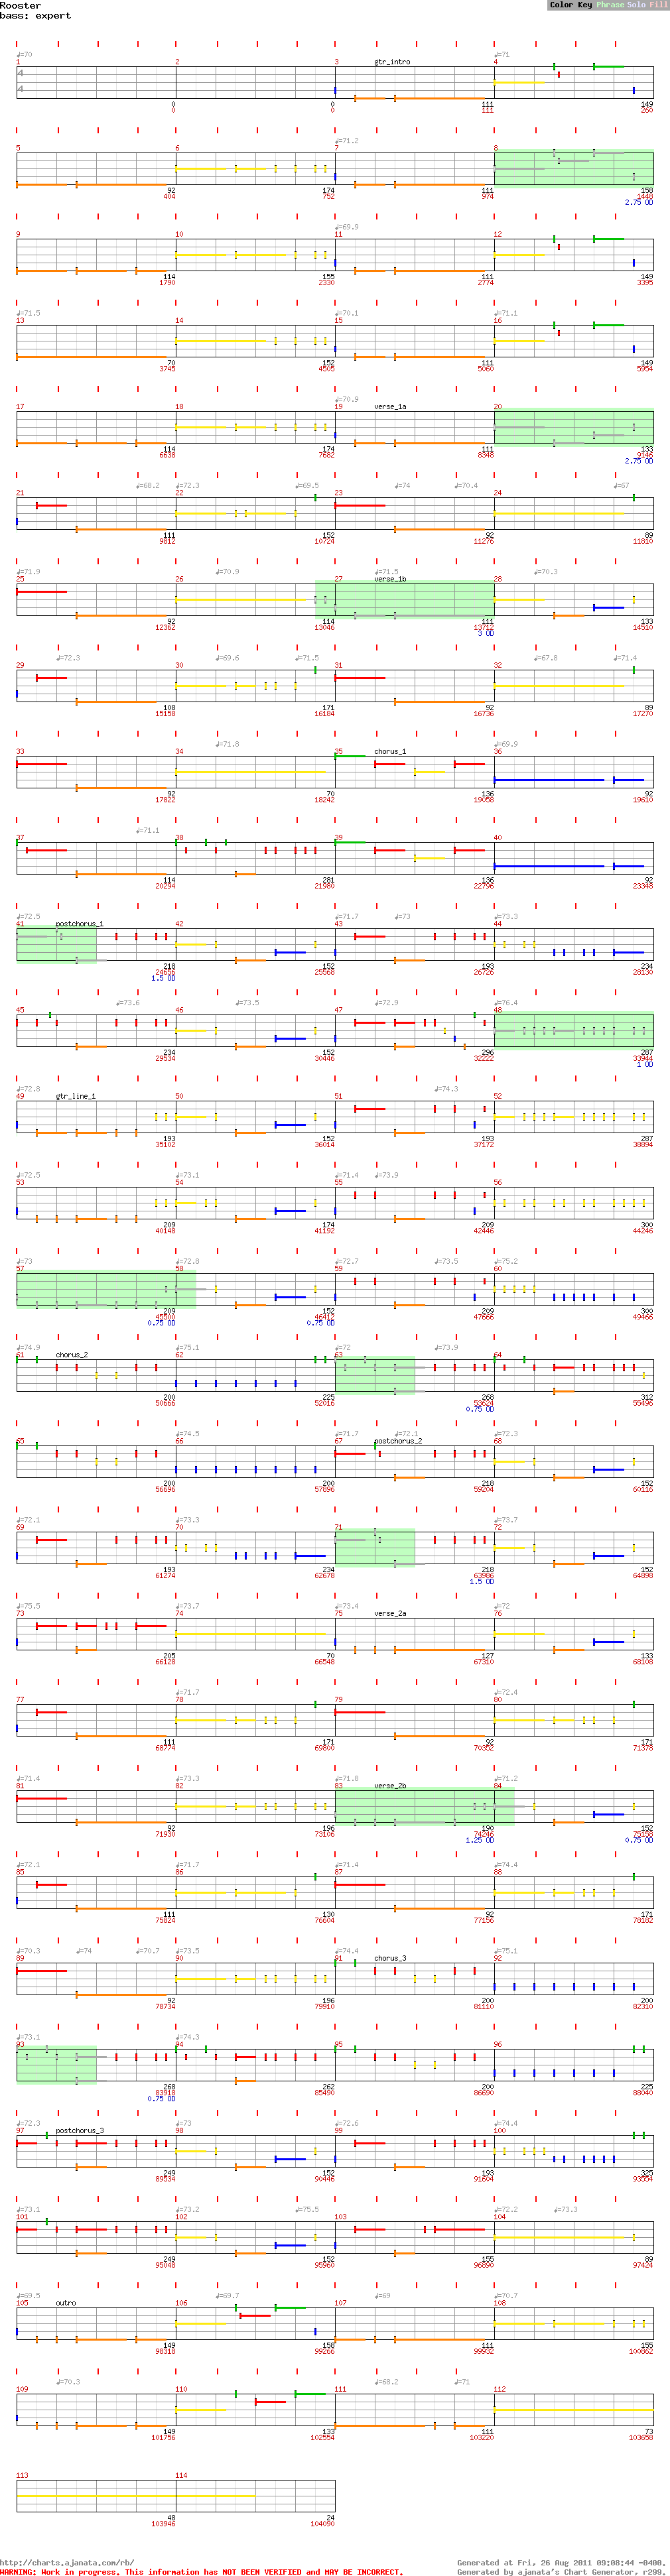 Rooster
bass: expert
Color Key Phrase Solo Fill
♩=70 ♩=71
1 2 3 gtr_intro 4
4
4
0 0 111 149
0 0 111 260
♩=71.2
5 6 7 8
92 174 111 158
404 752 974 1448
2.75 OD
♩=69.9
9 10 11 12
114 155 111 149
1790 2330 2774 3395
♩=71.5 ♩=70.1 ♩=71.1
13 14 15 16
70 152 111 149
3745 4505 5060 5954
♩=70.9
17 18 19 verse_1a 20
114 174 111 133
6638 7682 8348 9146
2.75 OD
♩=68.2 ♩=72.3 ♩=69.5 ♩=74 ♩=70.4 ♩=67
21 22 23 24
111 152 92 89
9812 10724 11276 11810
♩=71.9 ♩=70.9 ♩=71.5 ♩=70.3
25 26 27 verse_1b 28
92 114 111 133
12362 13046 13712 14510
3 OD
♩=72.3 ♩=69.6 ♩=71.5 ♩=67.8 ♩=71.4
29 30 31 32
108 171 92 89
15158 16184 16736 17270
♩=71.8 ♩=69.9
33 34 35 chorus_1 36
92 70 136 92
17822 18242 19058 19610
♩=71.1
37 38 39 40
114 281 136 92
20294 21980 22796 23348
♩=72.5 ♩=71.7 ♩=73 ♩=73.3
41 postchorus_1 42 43 44
218 152 193 234
24656 25568 26726 28130
1.5 OD
♩=73.6 ♩=73.5 ♩=72.9 ♩=76.4
45 46 47 48
234 152 296 287
29534 30446 32222 33944
1 OD
♩=72.8 ♩=74.3
49 gtr_line_1 50 51 52
193 152 193 287
35102 36014 37172 38894
♩=72.5 ♩=73.1 ♩=71.4 ♩=73.9
53 54 55 56
209 174 209 300
40148 41192 42446 44246
♩=73 ♩=72.8 ♩=72.7 ♩=73.5 ♩=75.2
57 58 59 60
209 152 209 300
45500 46412 47666 49466
0.75 OD 0.75 OD
♩=74.9 ♩=75.1 ♩=72 ♩=73.9
61 chorus_2 62 63 64
200 225 268 312
50666 52016 53624 55496
0.75 OD
♩=74.5 ♩=71.7 ♩=72.1 ♩=72.3
65 66 67 postchorus_2 68
200 200 218 152
56696 57896 59204 60116
♩=72.1 ♩=73.3 ♩=73.7
69 70 71 72
193 234 218 152
61274 62678 63986 64898
1.5 OD
♩=75.5 ♩=73.7 ♩=73.4 ♩=72
73 74 75 verse_2a 76
205 70 127 133
66128 66548 67310 68108
♩=71.7 ♩=72.4
77 78 79 80
111 171 92 171
68774 69800 70352 71378
♩=71.4 ♩=73.3 ♩=71.8 ♩=71.2
81 82 83 verse_2b 84
92 196 190 152
71930 73106 74246 75158
1.25 OD 0.75 OD
♩=72.1 ♩=71.7 ♩=71.4 ♩=74.4
85 86 87 88
111 130 92 171
75824 76604 77156 78182
♩=70.3 ♩=74 ♩=70.7 ♩=73.5 ♩=74.4 ♩=75.1
89 90 91 chorus_3 92
92 196 200 200
78734 79910 81110 82310
♩=73.1 ♩=74.3
93 94 95 96
268 262 200 225
83918 85490 86690 88040
0.75 OD
♩=72.3 ♩=73 ♩=72.6 ♩=74.4
97 postchorus_3 98 99 100
249 152 193 325
89534 90446 91604 93554
♩=73.1 ♩=73.2 ♩=75.5 ♩=72.2 ♩=73.3
101 102 103 104
249 152 155 89
95048 95960 96890 97424
♩=69.5 ♩=69.7 ♩=69 ♩=70.7
105 outro 106 107 108
149 158 111 155
98318 99266 99932 100862
♩=70.3 ♩=68.2 ♩=71
109 110 111 112
149 133 111 73
101756 102554 103220 103658
113 114
48 24
103946 104090
http://charts.ajanata.com/rb/ Generated at Fri, 26 Aug 2011 09:08:44 -0400.
WARNING: Work in progress. This information has NOT BEEN VERIFIED and MAY BE INCORRECT. Generated by ajanata's Chart Generator, r299.